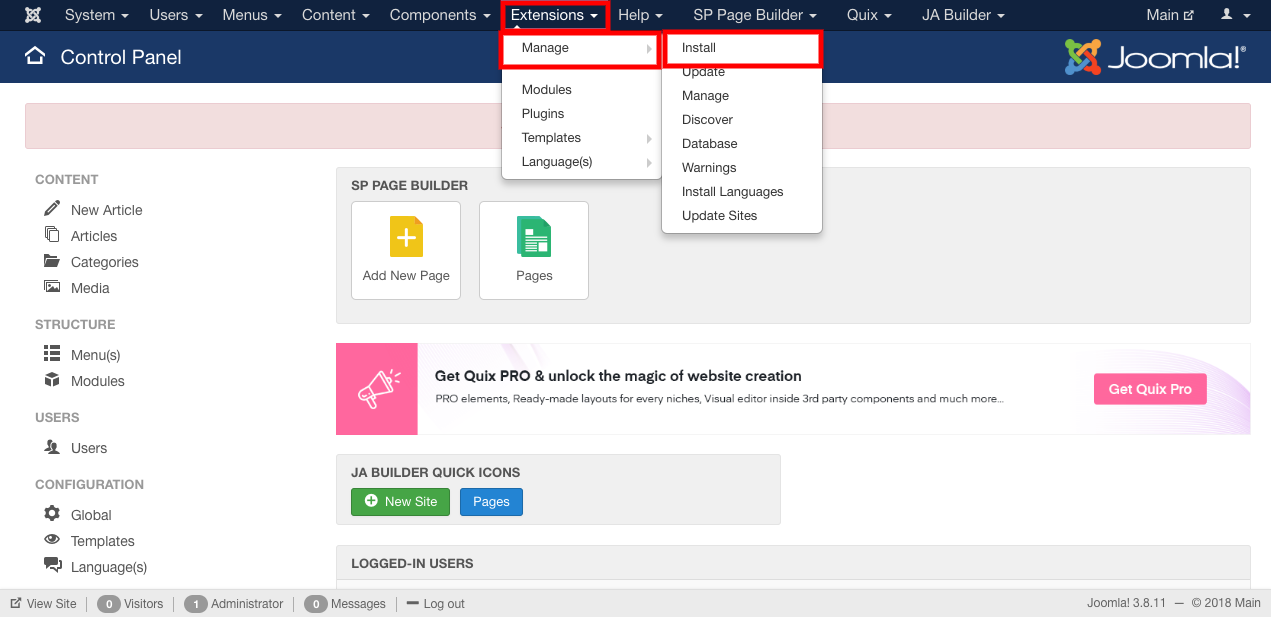 System Users Menus Content Components Extensions Help SP Page Builder Quix JA Builder Main
Control Panel
Joomla!®
Manage
Modules
Plugins
Templates
Language(s)
Install
Update
Manage
Discover
Database
Warnings
Install Languages
Update Sites
CONTENT
New Article
Articles
Categories
Media
STRUCTURE
Menu(s)
Modules
USERS
Users
CONFIGURATION
Global
Templates
Language(s)
SP PAGE BUILDER
Add New Page
Pages
Get Quix PRO & unlock the magic of website creation
PRO elements, Ready-made layouts for every niches, Visual editor inside 3rd party components and much more...
Get Quix Pro
JA BUILDER QUICK ICONS
New Site Pages
LOGGED-IN USERS
View Site 0 Visitors 1 Administrator 0 Messages Log out Joomla! 3.8.11 — © 2018 Main